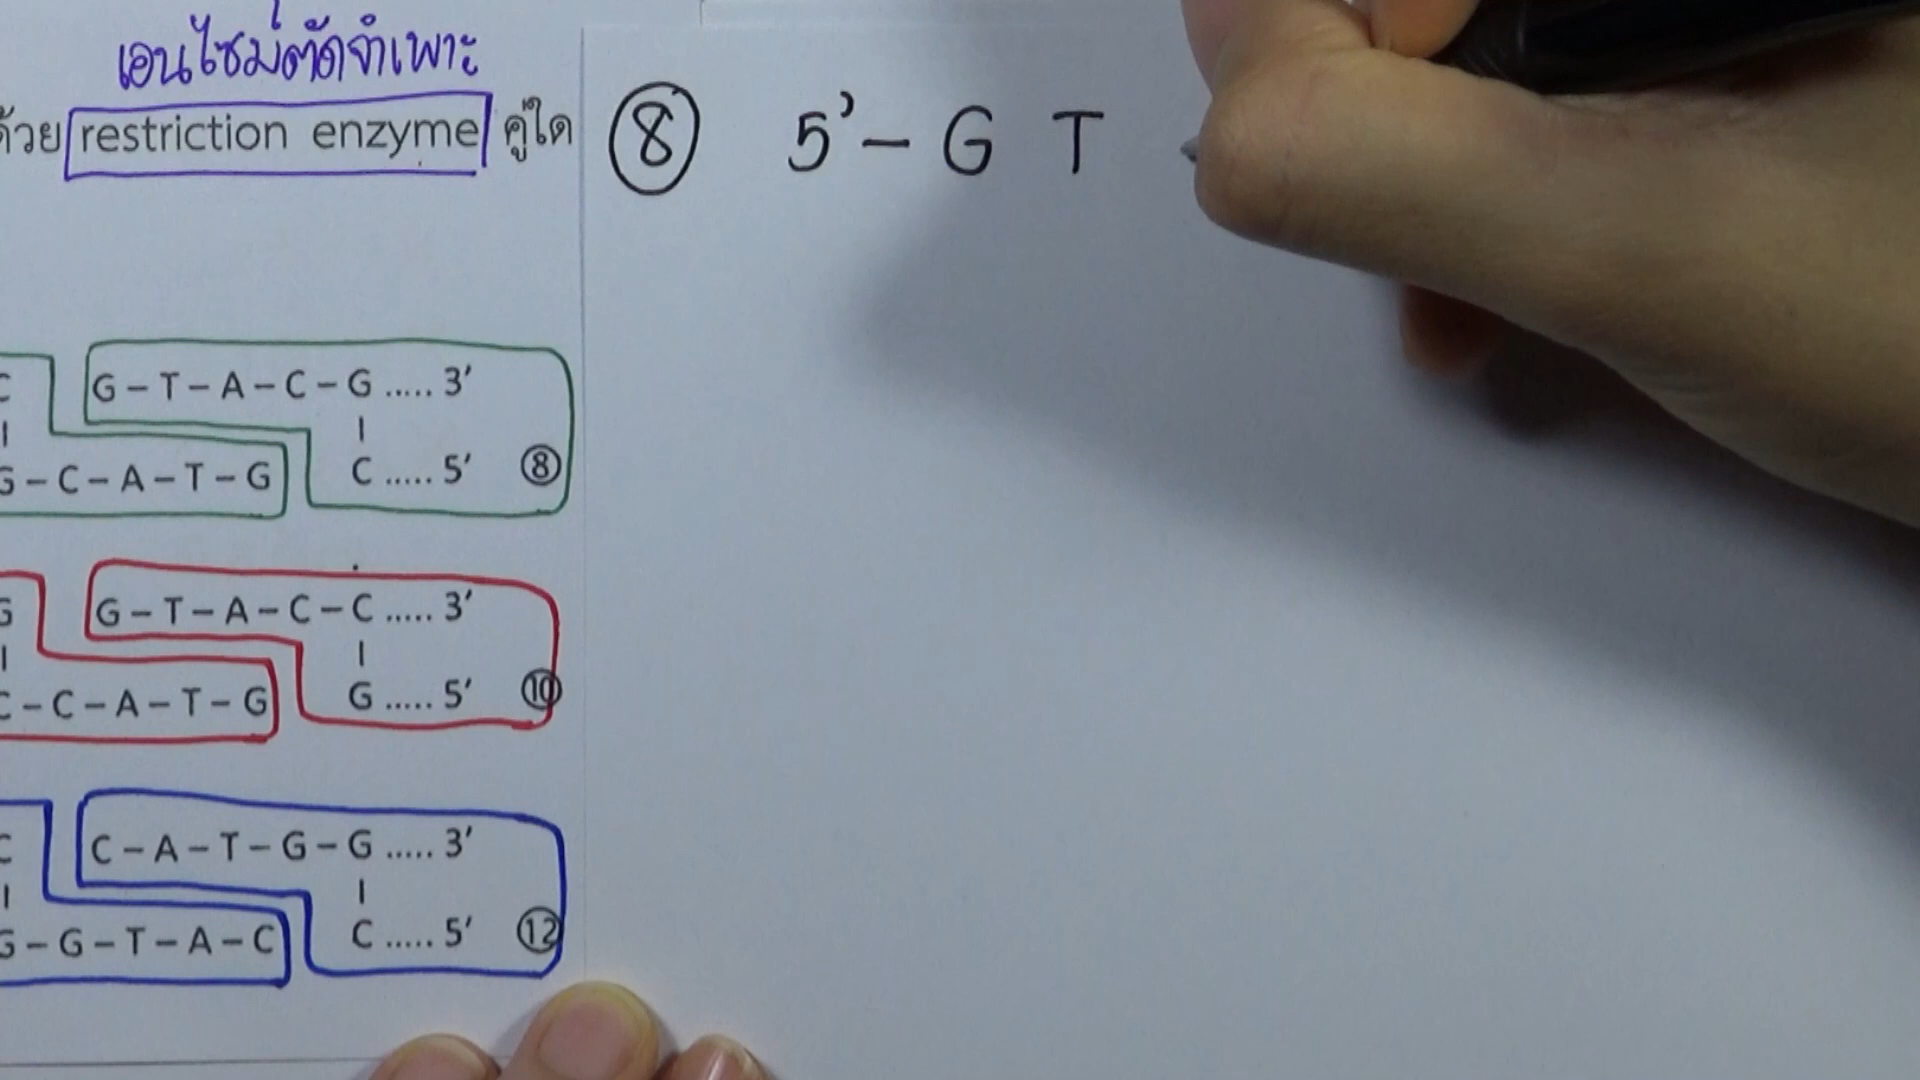 เอนไซม์ตัดจำเพาะ
ด้วย restriction enzyme คู่ใด
⑧ 5’– G T
C G – T – A – C – G ..... 3′
G – C – A – T – G C ..... 5′ ⑧
G G – T – A – C – C ..... 3′
C – C – A – T – G G ..... 5′ ⑩
C C – A – T – G – G ..... 3′
G – G – T – A – C C ..... 5′ ⑫